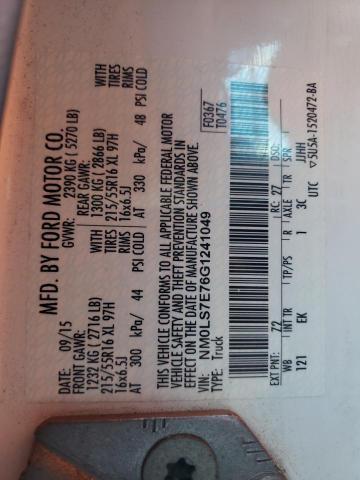 MFD. BY FORD MOTOR CO.
DATE: 09/15 GVWR: 2390 KG ( 5270 LB)
FRONT GAWR: REAR GAWR:
1232 KG ( 2716 LB) 1300 KG ( 2866 LB) WITH
215/55R16 XL 97H 215/55R16 XL 97H TIRES
16x6.5J 16x6.5J RIMS
AT 300 kPa/ 44 PSI COLD AT 330 kPa/ 48 PSI COLD
THIS VEHICLE CONFORMS TO ALL APPLICABLE FEDERAL MOTOR
VEHICLE SAFETY AND THEFT PREVENTION STANDARDS IN
EFFECT ON THE DATE OF MANUFACTURE SHOWN ABOVE.
F0367
T0476
VIN: NM0LS7E76G1241049
TYPE: Truck
EXT PNT: Z2 RC: 27 DSO:
WB INT TR TP/PS R AXLE TR SPR
121 EK 1 3C JJHH
UTC ▽5U5A-1520472-BA